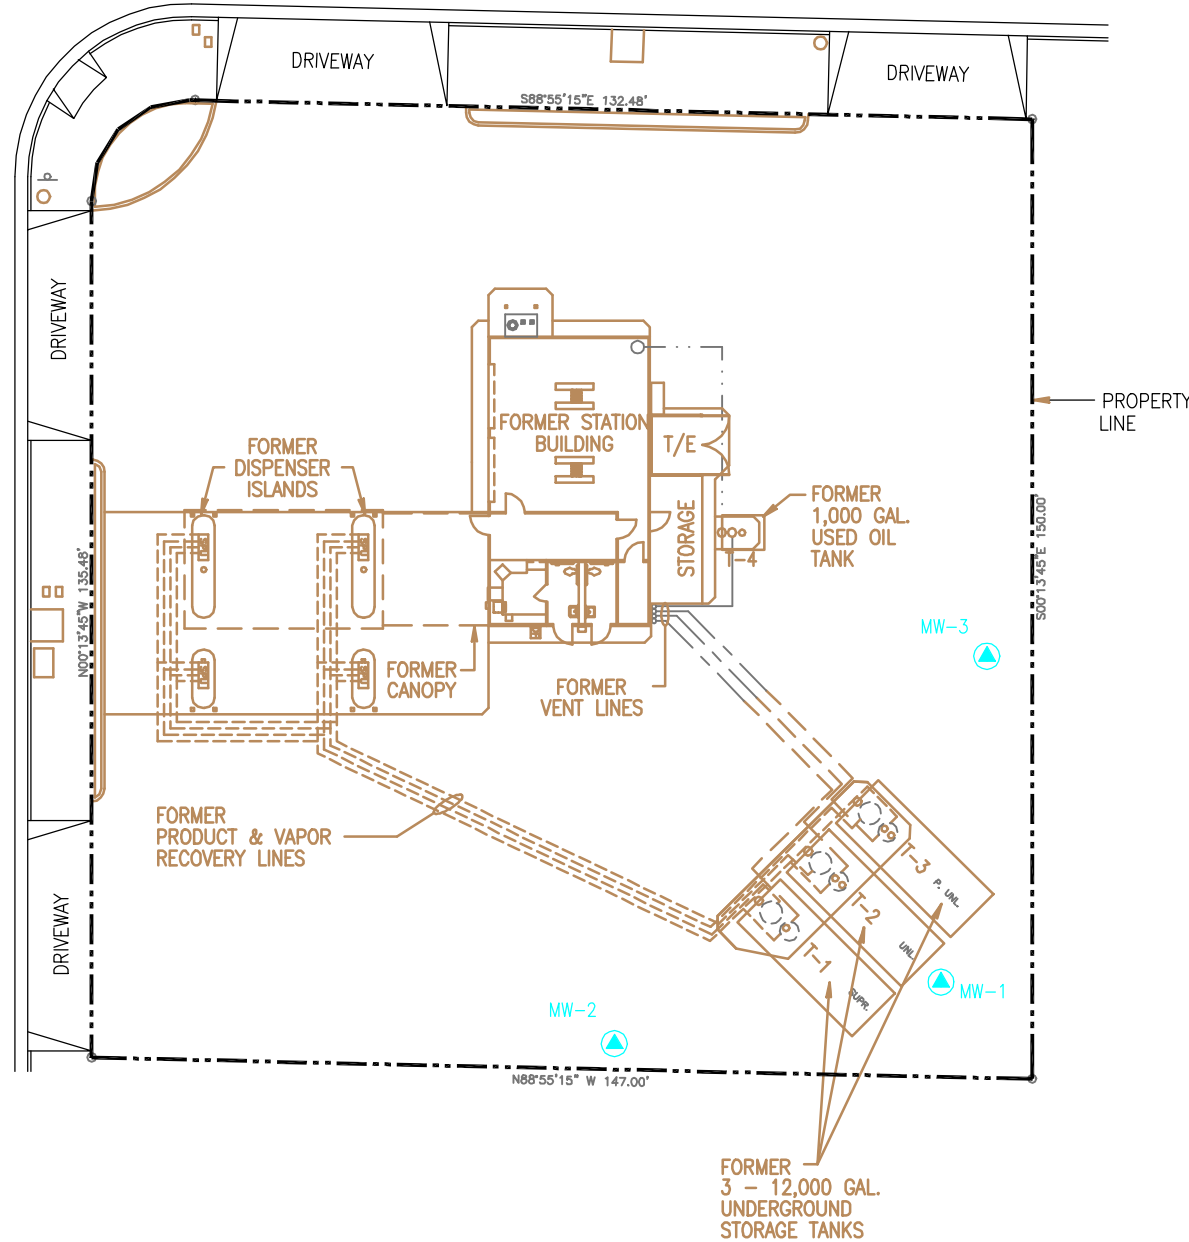 DRIVEWAY
DRIVEWAY
S88°55'15"E 132.48'
DRIVEWAY
PROPERTY
LINE
FORMER STATION
BUILDING
T/E
FORMER
DISPENSER
ISLANDS
FORMER
1,000 GAL.
USED OIL
TANK
STORAGE
T-4
N00°13'45"W 135.48'
S00°13'45"E 150.00'
MW-3
FORMER
CANOPY
FORMER
VENT LINES
FORMER
PRODUCT & VAPOR
RECOVERY LINES
T-3
P. UNL.
T-2
UNL.
T-1
SUPR.
DRIVEWAY
MW-1
MW-2
N88°55'15" W 147.00'
FORMER
3 - 12,000 GAL.
UNDERGROUND
STORAGE TANKS